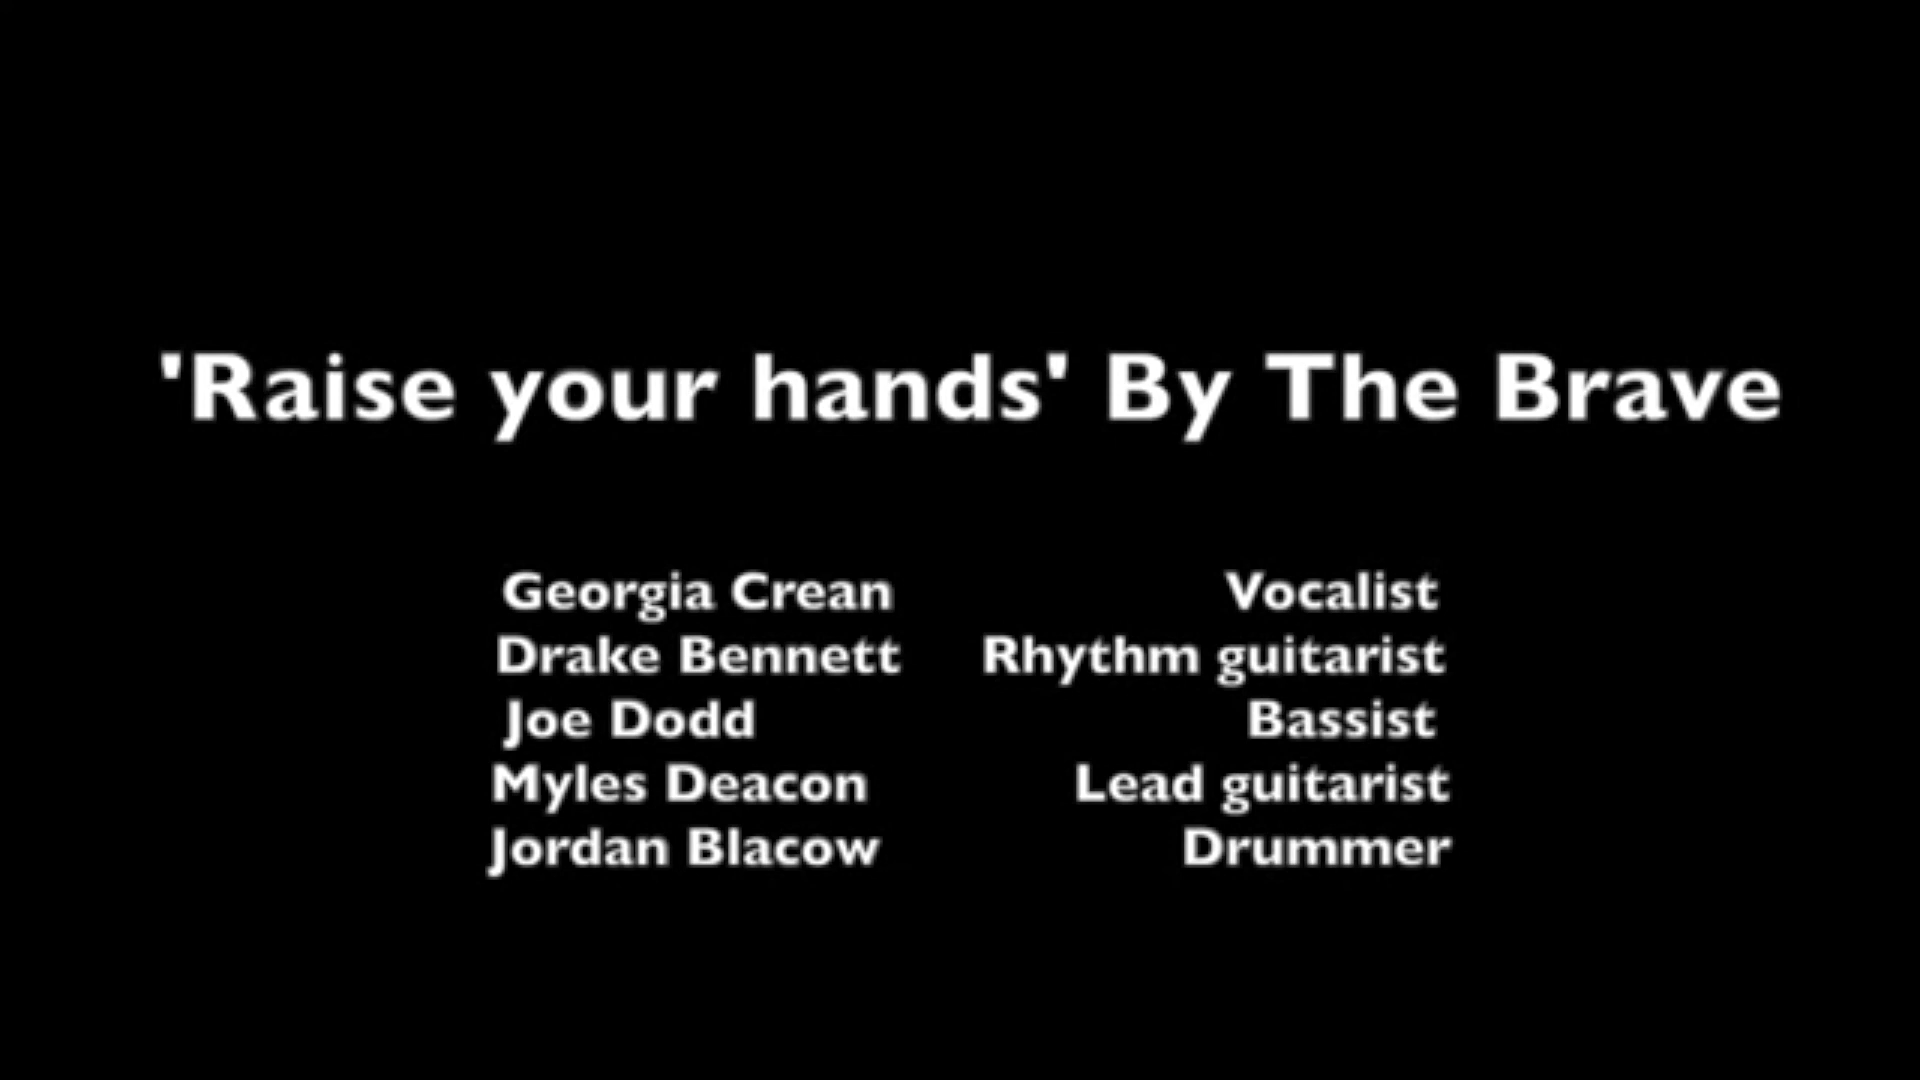 'Raise your hands' By The Brave
Georgia Crean Vocalist
Drake Bennett Rhythm guitarist
Joe Dodd Bassist
Myles Deacon Lead guitarist
Jordan Blacow Drummer